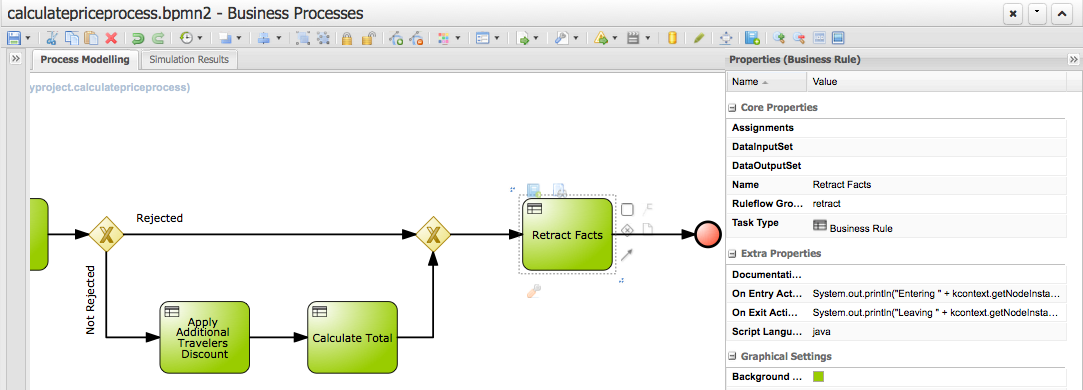 calculatepriceprocess.bpmn2 - Business Processes
Process Modelling
Simulation Results
yproject.calculatepriceprocess)
Rejected
Not Rejected
Apply
Additional
Travelers
Discount
Calculate Total
Retract Facts
Properties (Business Rule)
Name Value
Core Properties
Assignments
DataInputSet
DataOutputSet
Name Retract Facts
Ruleflow Gro... retract
Task Type Business Rule
Extra Properties
Documentati...
On Entry Act... System.out.println("Entering " + kcontext.getNodeInsta...
On Exit Acti... System.out.println("Leaving " + kcontext.getNodeInsta...
Script Langu... java
Graphical Settings
Background ...